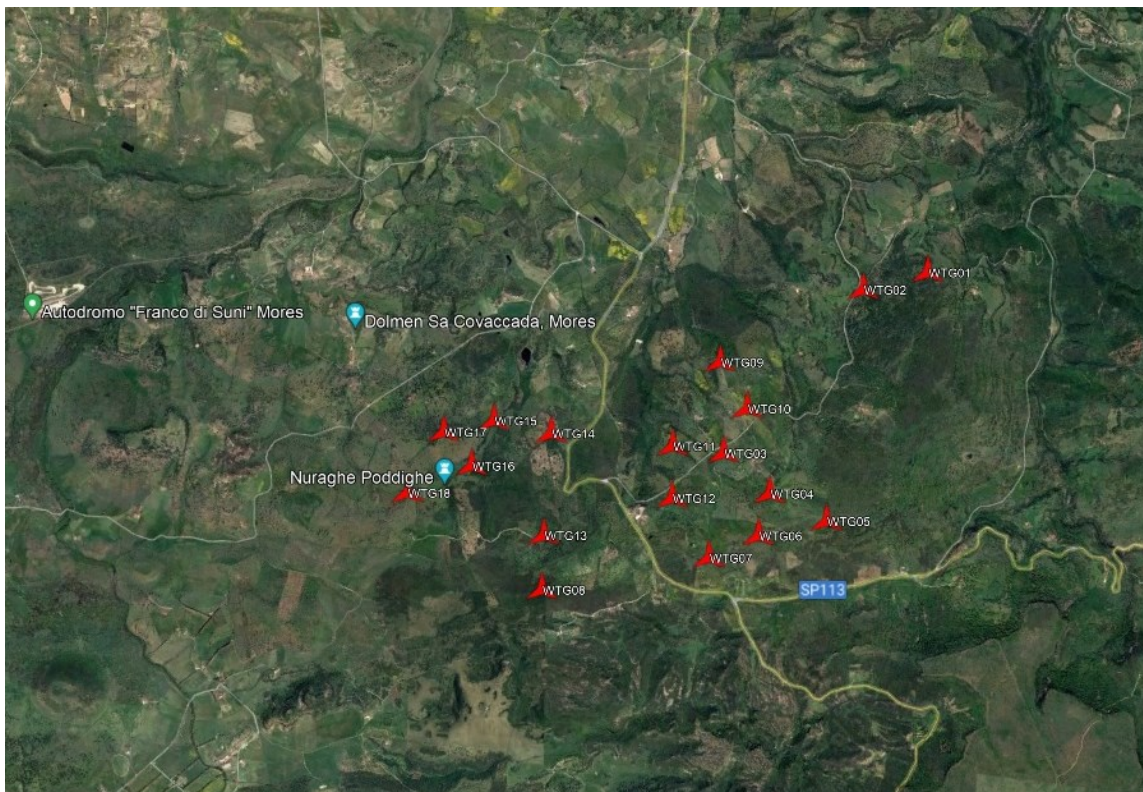 WTG01
WTG02
Autodromo "Franco di Suni" Mores
Dolmen Sa Covaccada, Mores
WTG09
WTG10
WTG15
WTG17
WTG14
WTG11
WTG03
WTG16
Nuraghe Poddighe
WTG18
WTG12
WTG04
WTG05
WTG13
WTG06
WTG07
WTG08
SP113